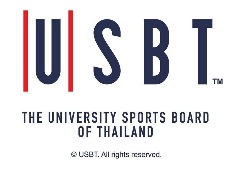 USBT™
THE UNIVERSITY SPORTS BOARD
OF THAILAND
© USBT. All rights reserved.